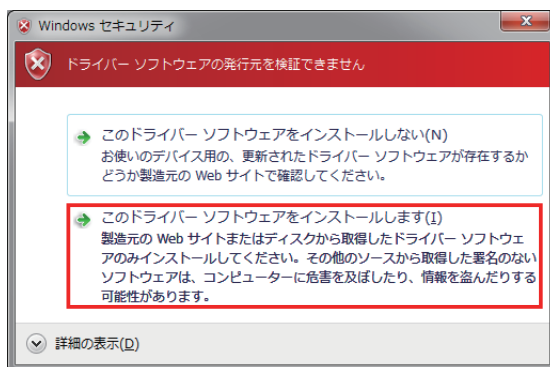 Windows セキュリティ
ドライバー ソフトウェアの発行元を検証できません
このドライバー ソフトウェアをインストールしない(N)
お使いのデバイス用の、更新されたドライバー ソフトウェアが存在するか
どうか製造元の Web サイトで確認してください。
このドライバー ソフトウェアをインストールします(I)
製造元の Web サイトまたはディスクから取得したドライバー ソフトウェ
アのみインストールしてください。その他のソースから取得した署名のない
ソフトウェアは、コンピューターに危害を及ぼしたり、情報を盗んだりする
可能性があります。
詳細の表示(D)